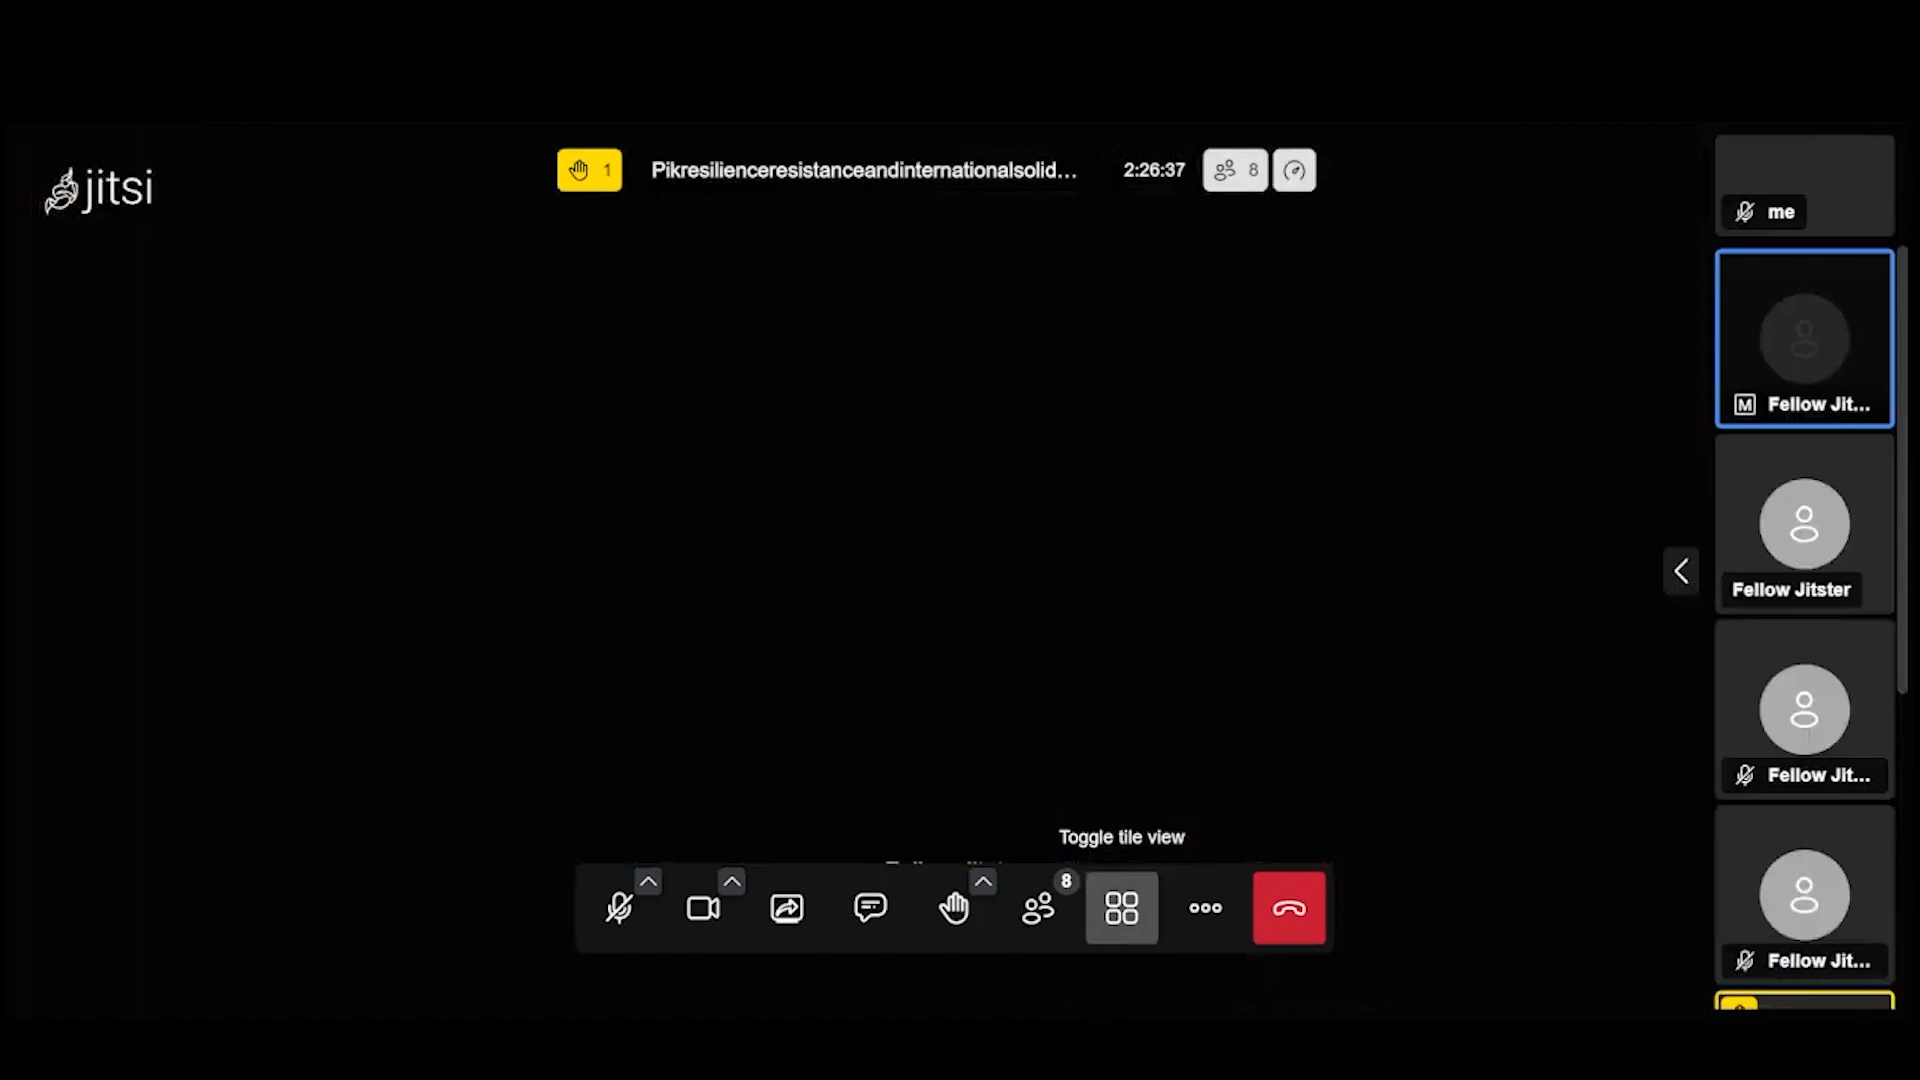 jitsi
1
Pikresilienceresistanceandinternationalsolid...
2:26:37
8
me
M Fellow Jit...
Fellow Jitster
Fellow Jit...
Fellow Jit...
Toggle tile view
8